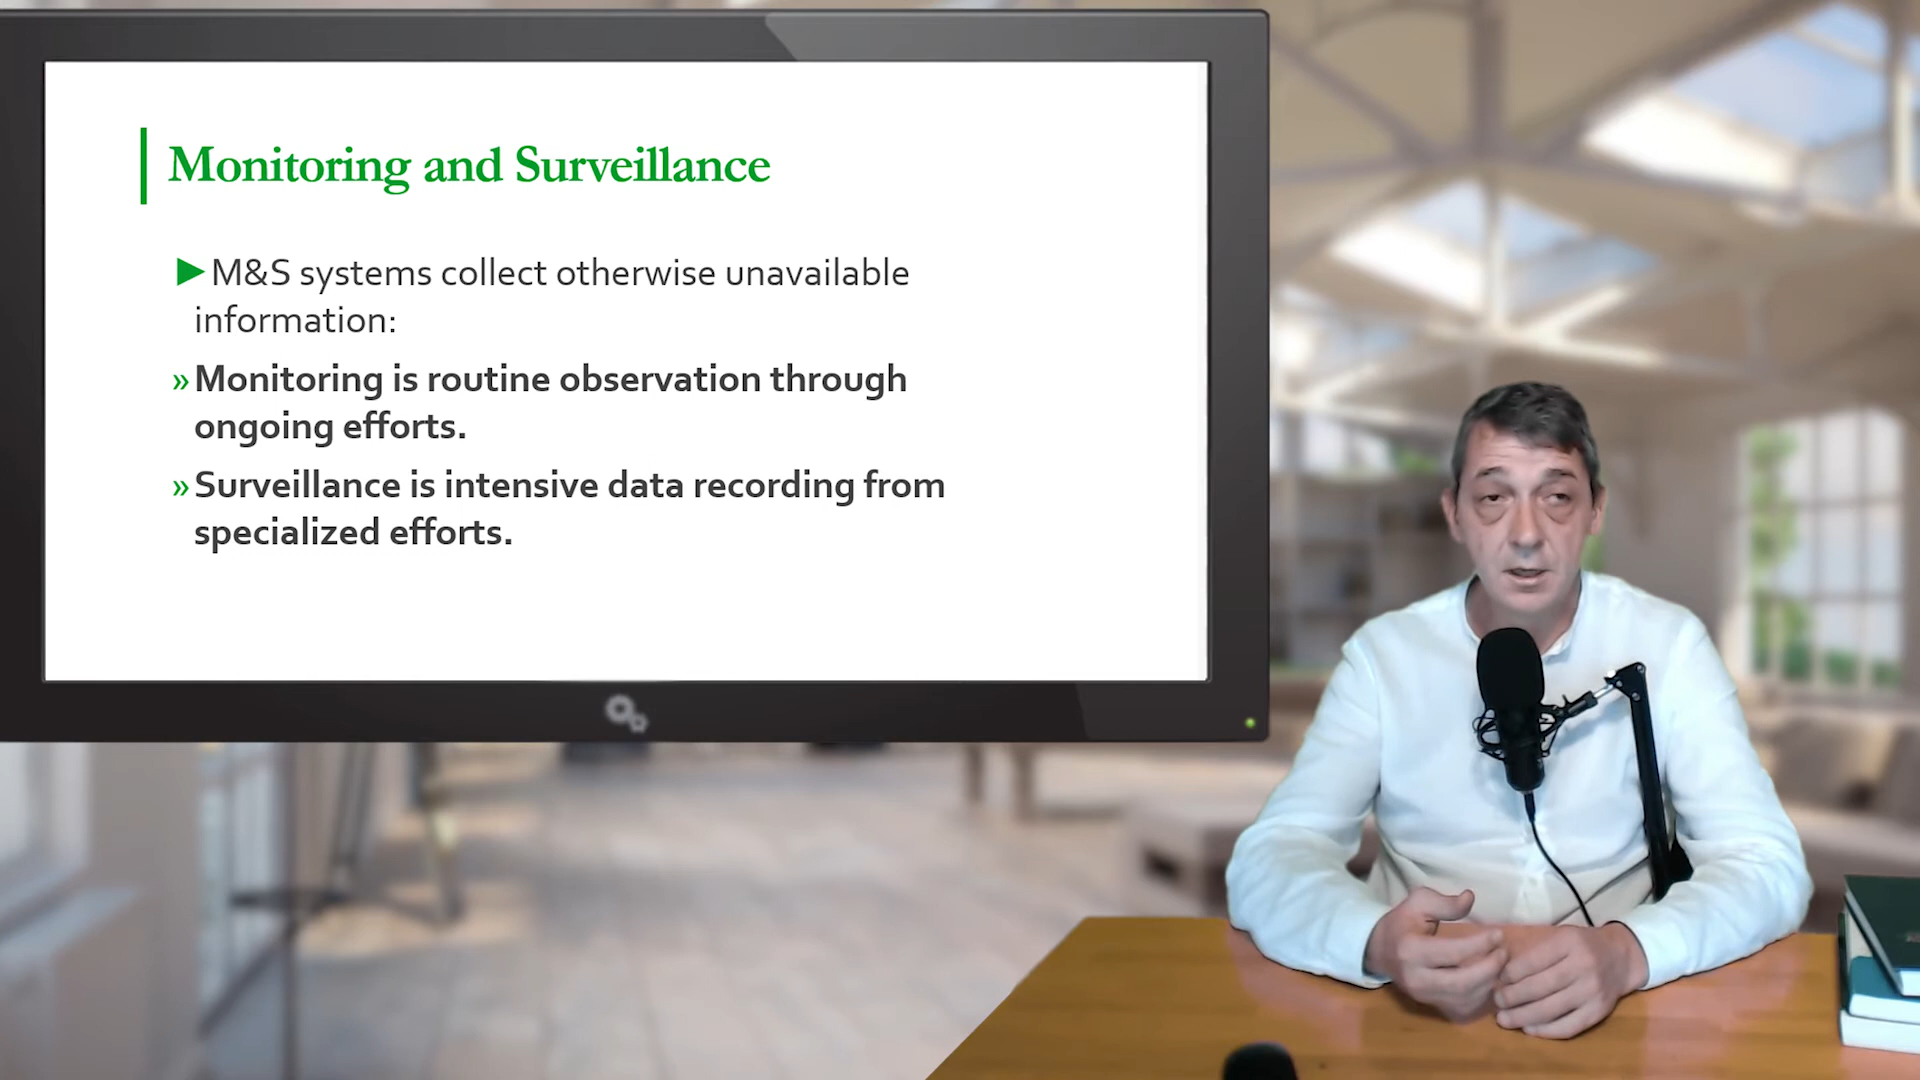 Monitoring and Surveillance
►M&S systems collect otherwise unavailable
information:
»Monitoring is routine observation through
ongoing efforts.
»Surveillance is intensive data recording from
specialized efforts.